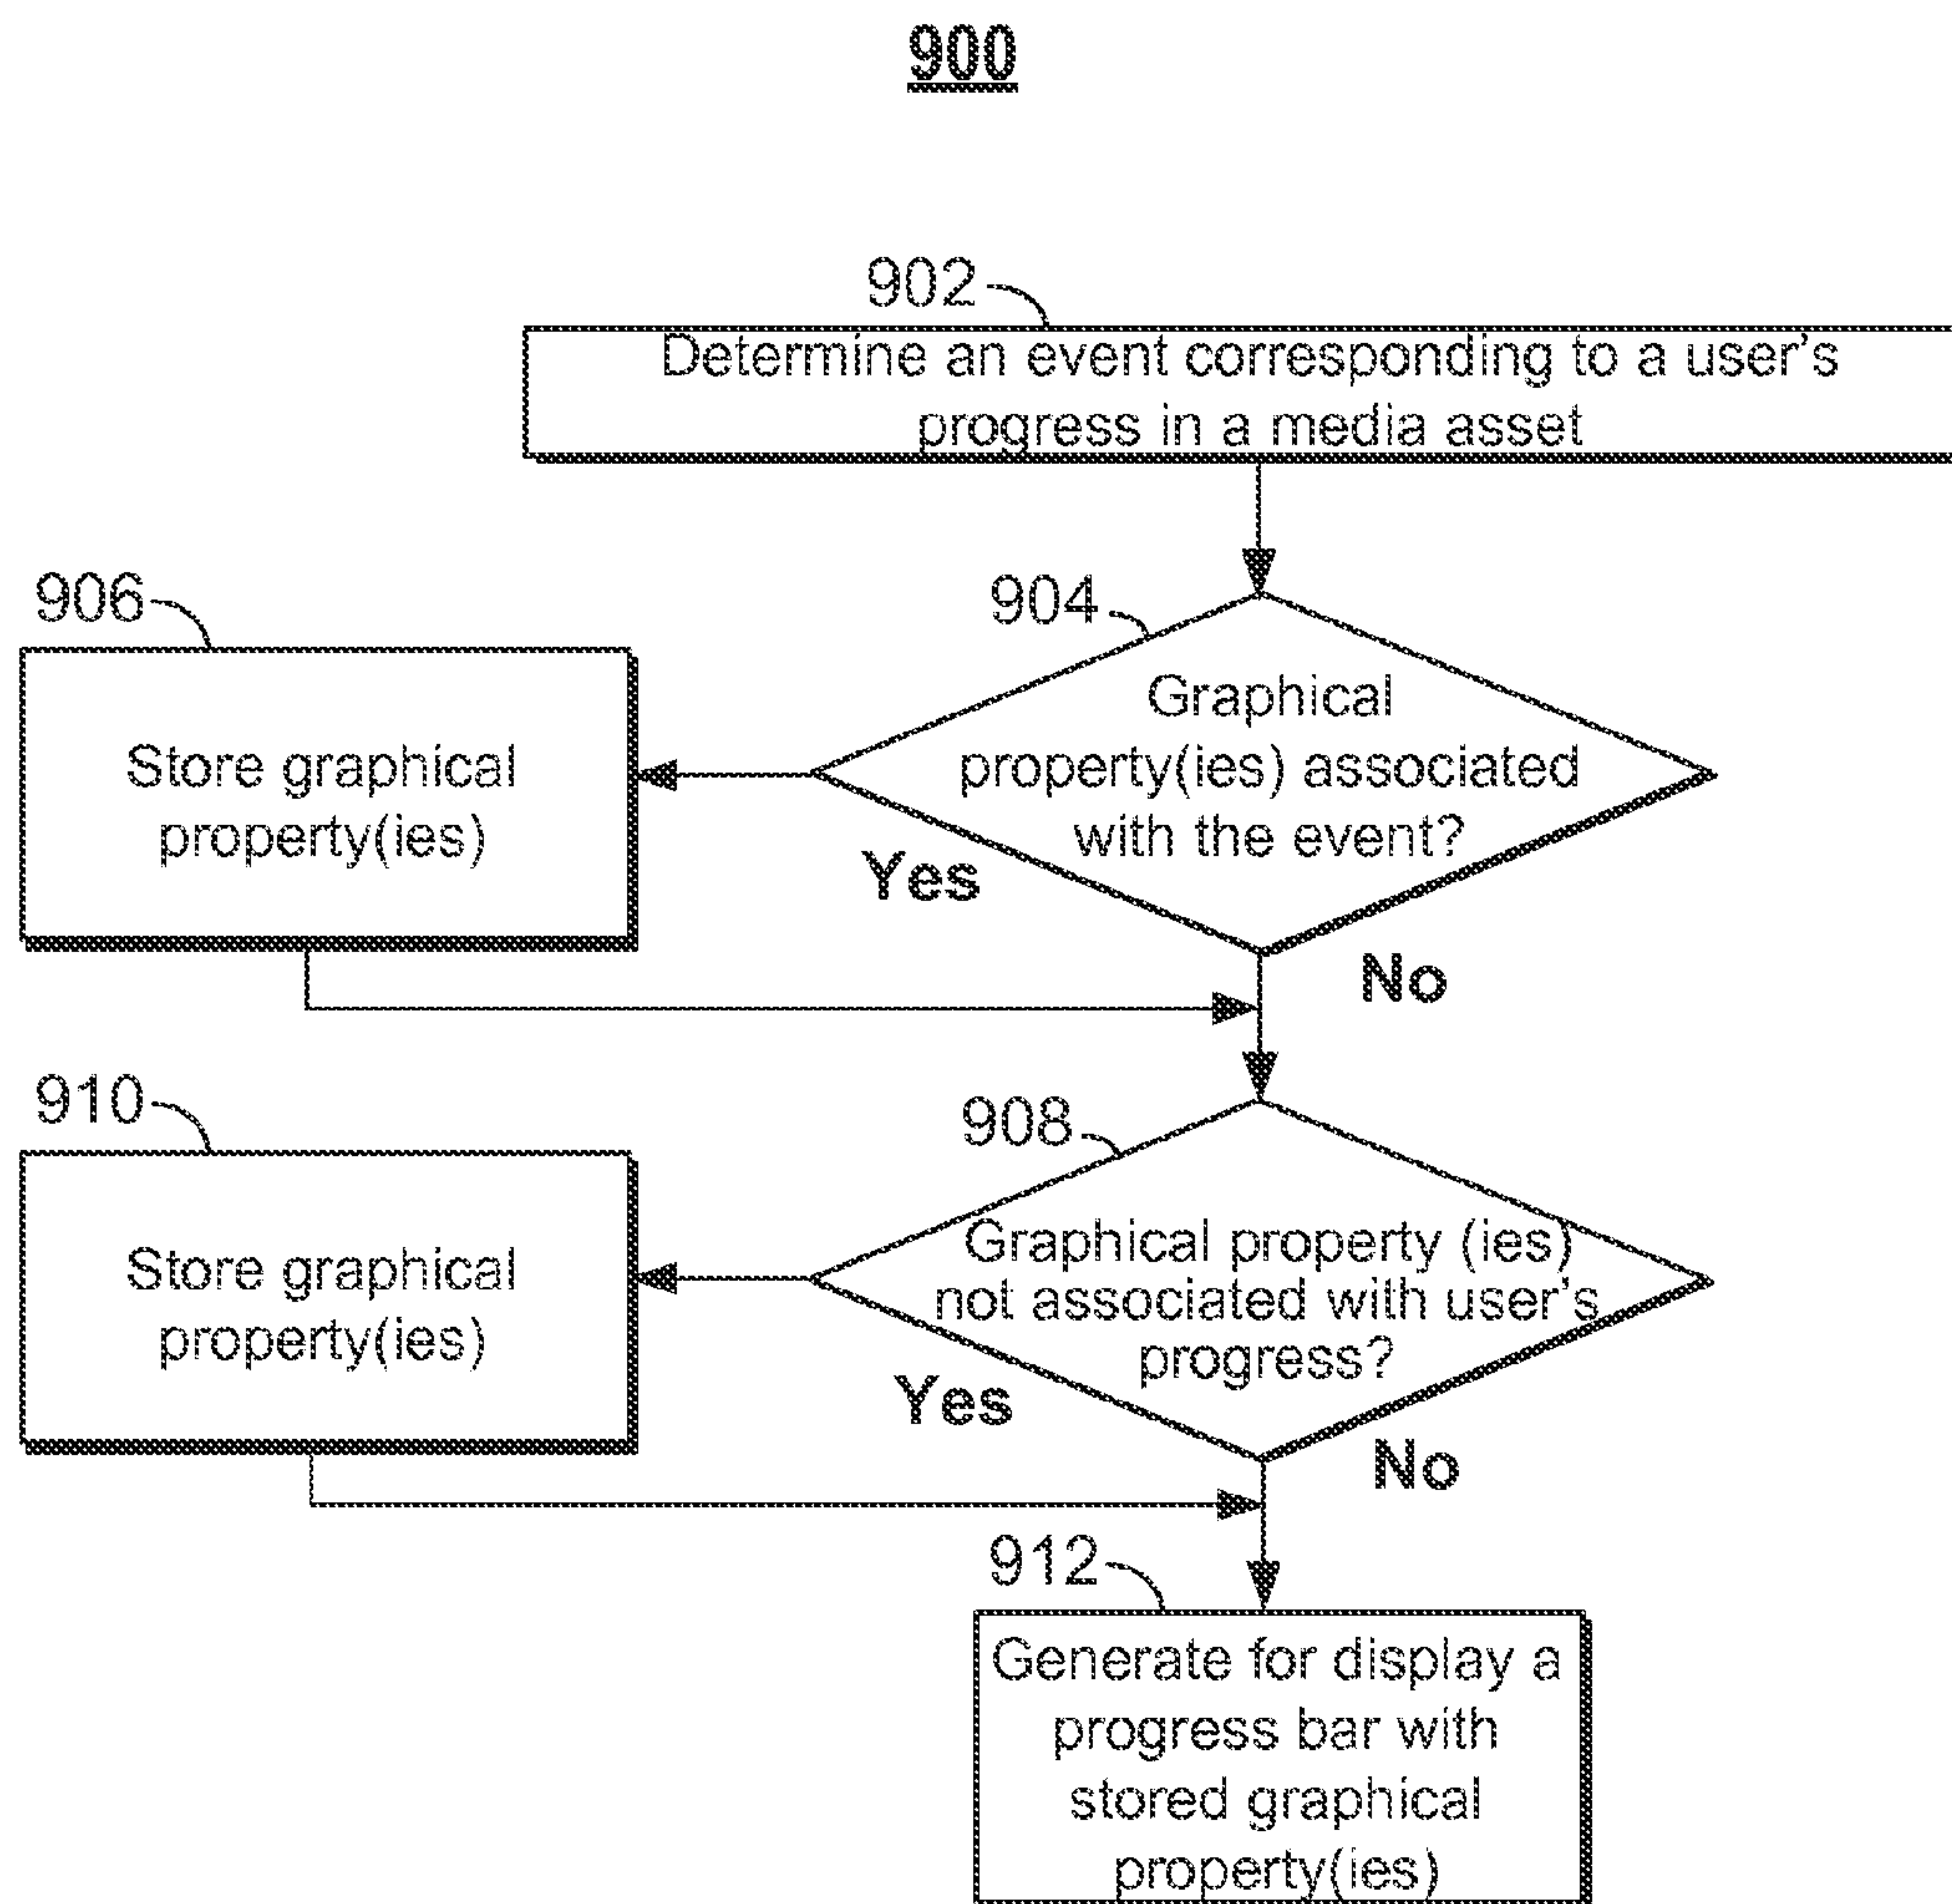 900
902
Determine an event corresponding to a user's
progress in a media asset
904
Graphical
property(ies) associated
with the event?
Yes
No
906
Store graphical
property(ies)
908
Graphical property (ies)
not associated with user's
progress?
Yes
No
910
Store graphical
property(ies)
912
Generate for display a
progress bar with
stored graphical
property(ies)